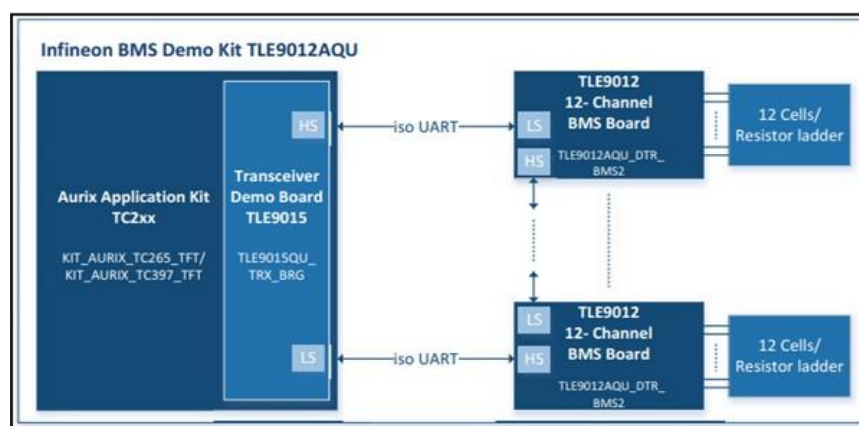 Infineon BMS Demo Kit TLE9012AQU
Aurix Application Kit
TC2xx
KIT_AURIX_TC265_TFT/
KIT_AURIX_TC397_TFT
HS
Transceiver
Demo Board
TLE9015
TLE9015QU_
TRX_BRG
LS
iso UART
iso UART
TLE9012
12- Channel
BMS Board
LS
HS
TLE9012AQU_DTR_
BMS2
12 Cells/
Resistor ladder
TLE9012
12- Channel
BMS Board
LS
HS
TLE9012AQU_DTR_
BMS2
12 Cells/
Resistor ladder